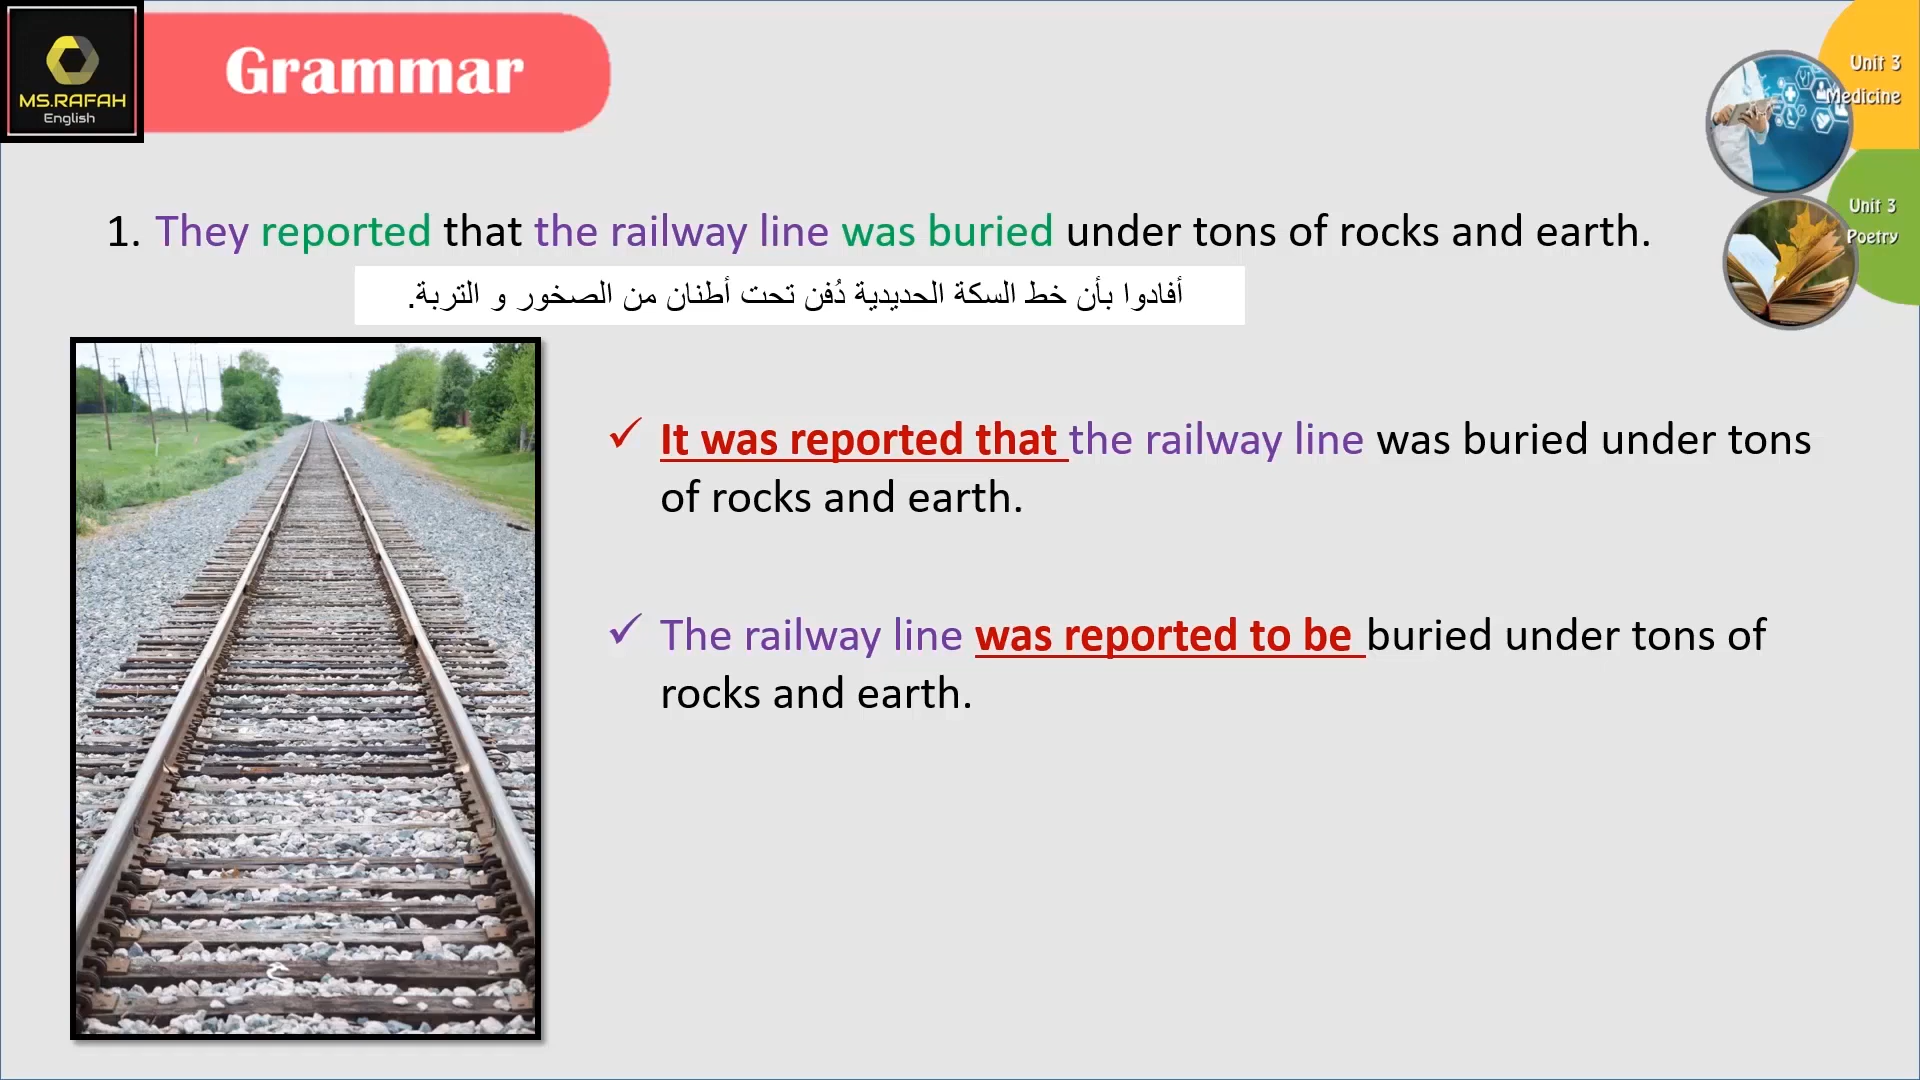 MS.RAFAH
English
Grammar
Unit 3
Medicine
Unit 3
Poetry
1. They reported that the railway line was buried under tons of rocks and earth.
أفادوا بأن خط السكة الحديدية دُفن تحت أطنان من الصخور و التربة.
✓ It was reported that the railway line was buried under tons
of rocks and earth.
✓ The railway line was reported to be buried under tons of
rocks and earth.